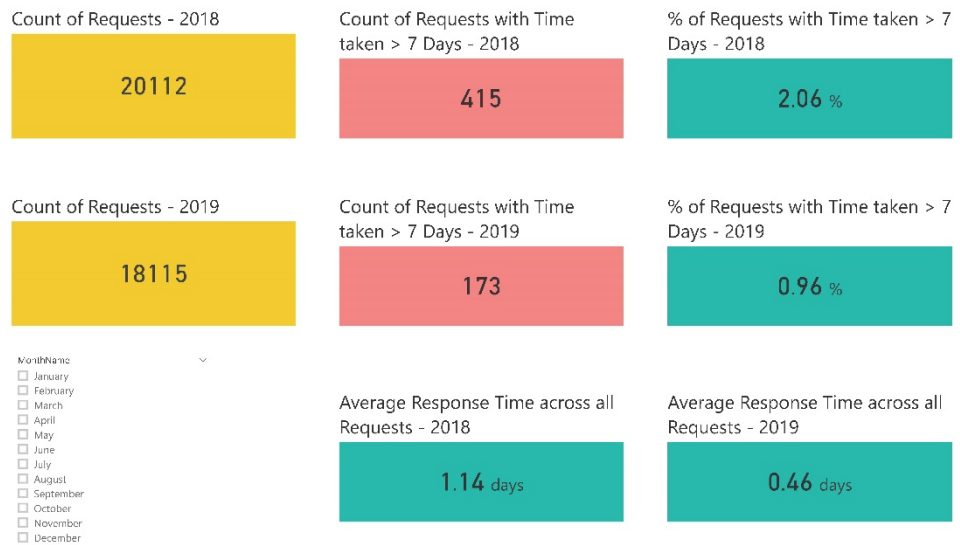 Count of Requests - 2018
20112
Count of Requests with Time
taken > 7 Days - 2018
415
% of Requests with Time taken > 7
Days - 2018
2.06 %
Count of Requests - 2019
18115
Count of Requests with Time
taken > 7 Days - 2019
173
% of Requests with Time taken > 7
Days - 2019
0.96 %
MonthName
January
February
March
April
May
June
July
August
September
October
November
December
Average Response Time across all
Requests - 2018
1.14 days
Average Response Time across all
Requests - 2019
0.46 days